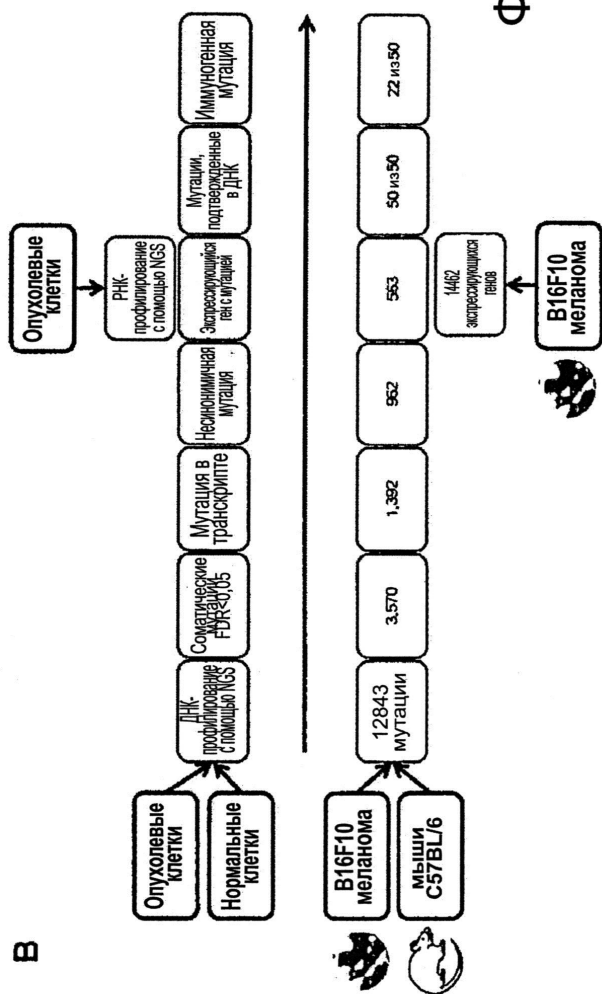 B
Опухолевые
клетки
Нормальные
клетки
ДНК-
профилирование
с помощью NGS
Соматические
мутации
FDR<0,05
Мутация в
транскрипте
Несинонимичная
мутация
Опухолевые
клетки
РНК-
профилирование
с помощью NGS
Экспрессирующийся
ген с мутацией
Мутации,
подтвержденные
в ДНК
Иммуногенная
мутация
B16F10
меланома
мыши
C57BL/6
12843
мутации
3,570
1,392
962
563
50 из 50
22 из 50
14462
экспрессирующихся
генов
B16F10
меланома
Ф